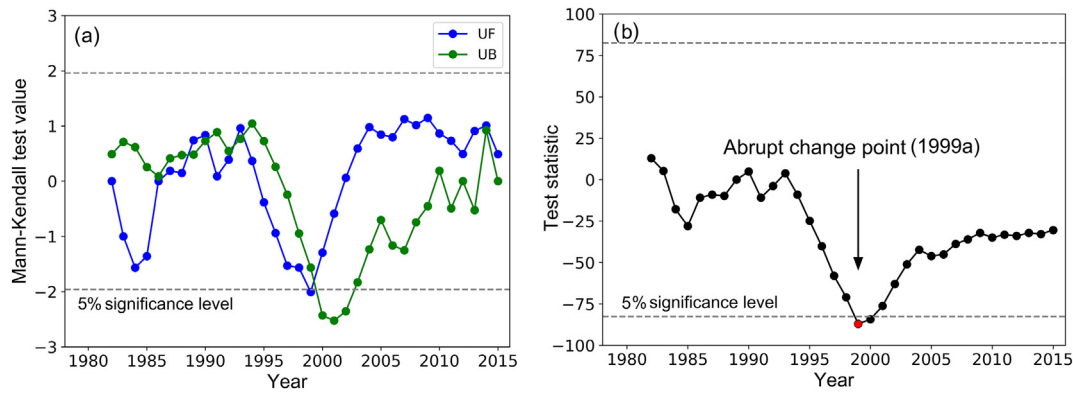 (a)
UF
UB
3
2
1
0
−1
−2
−3
Mann-Kendall test value
5% significance level
1980
1985
1990
1995
2000
2005
2010
2015
Year
(b)
100
75
50
25
0
−25
−50
−75
−100
Test statistic
Abrupt change point (1999a)
5% significance level
1980
1985
1990
1995
2000
2005
2010
2015
Year